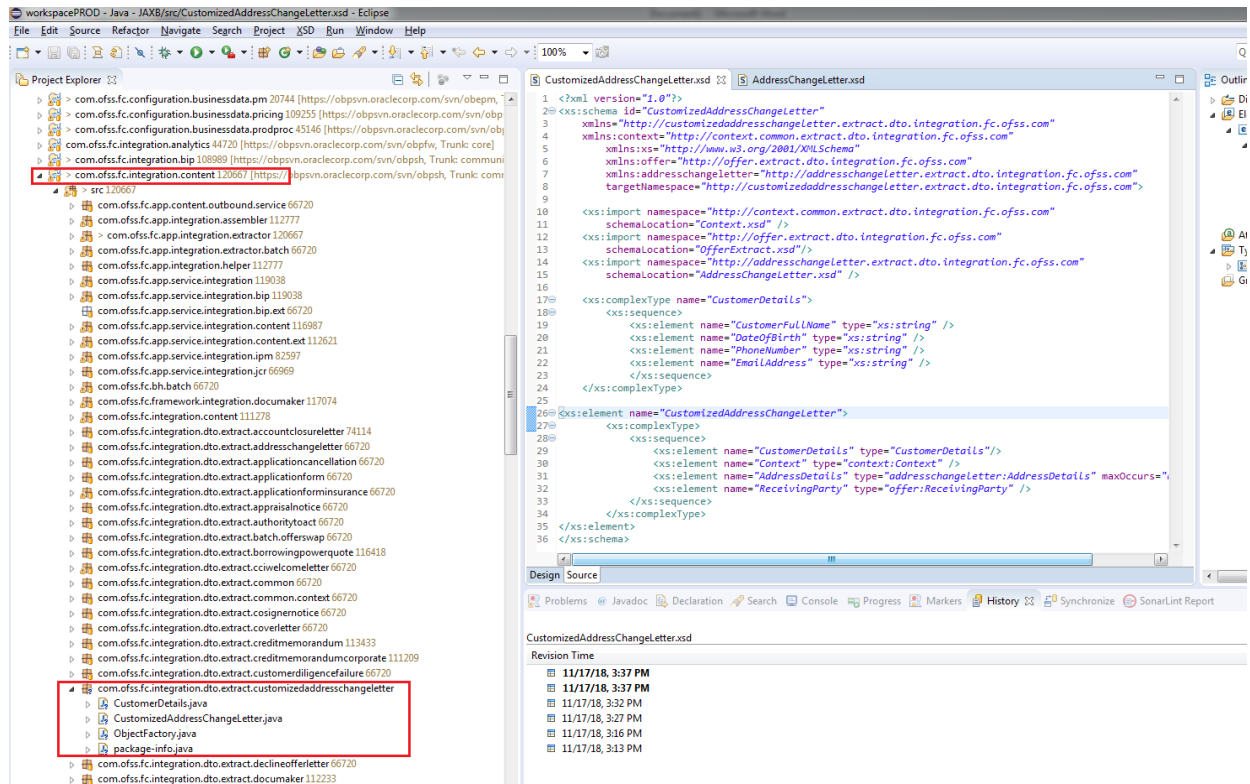 workspacePROD - Java - JAXB/src/CustomizedAddressChangeLetter.xsd - Eclipse
File Edit Source Refactor Navigate Search Project XSD Run Window Help
100%
Project Explorer
> com.ofss.fc.configuration.businessdata.pm 20744 [https://obpsvn.oraclecorp.com/svn/obepm, T
> com.ofss.fc.configuration.businessdata.pricing 109255 [https://obpsvn.oraclecorp.com/svn/obp
> com.ofss.fc.configuration.businessdata.prodproc 45146 [https://obpsvn.oraclecorp.com/svn/obp
com.ofss.fc.integration.analytics 44720 [https://obpsvn.oraclecorp.com/svn/obpfw, Trunk: core]
> com.ofss.fc.integration.bip 108989 [https://obpsvn.oraclecorp.com/svn/obpsh, Trunk: communi
> com.ofss.fc.integration.content 120667 [https://obpsvn.oraclecorp.com/svn/obpsh, Trunk: comm
> src 120667
com.ofss.fc.app.content.outbound.service 66720
com.ofss.fc.app.integration.assembler 112777
> com.ofss.fc.app.integration.extractor 120667
com.ofss.fc.app.integration.extractor.batch 66720
com.ofss.fc.app.integration.helper 112777
com.ofss.fc.app.service.integration 119038
com.ofss.fc.app.service.integration.bip 119038
com.ofss.fc.app.service.integration.bip.ext 66720
com.ofss.fc.app.service.integration.content 116987
com.ofss.fc.app.service.integration.content.ext 112621
com.ofss.fc.app.service.integration.ipm 82597
com.ofss.fc.app.service.integration.jcr 66969
com.ofss.fc.bh.batch 66720
com.ofss.fc.framework.integration.documaker 117074
com.ofss.fc.integration.content 111278
com.ofss.fc.integration.dto.extract.accountclosureletter 74114
com.ofss.fc.integration.dto.extract.addresschangeletter 66720
com.ofss.fc.integration.dto.extract.applicationcancellation 66720
com.ofss.fc.integration.dto.extract.applicationform 66720
com.ofss.fc.integration.dto.extract.applicationforminsurance 66720
com.ofss.fc.integration.dto.extract.appraisalnotice 66720
com.ofss.fc.integration.dto.extract.authoritytoact 66720
com.ofss.fc.integration.dto.extract.batch.offerswap 66720
com.ofss.fc.integration.dto.extract.borrowingpowerquote 116418
com.ofss.fc.integration.dto.extract.cciwelcomeletter 66720
com.ofss.fc.integration.dto.extract.common 66720
com.ofss.fc.integration.dto.extract.common.context 66720
com.ofss.fc.integration.dto.extract.cosignernotice 66720
com.ofss.fc.integration.dto.extract.coverletter 66720
com.ofss.fc.integration.dto.extract.creditmemorandum 113433
com.ofss.fc.integration.dto.extract.creditmemorandumcorporate 111209
com.ofss.fc.integration.dto.extract.customerdiligencefailure 66720
com.ofss.fc.integration.dto.extract.customizedaddresschangeletter
CustomerDetails.java
CustomizedAddressChangeLetter.java
ObjectFactory.java
package-info.java
com.ofss.fc.integration.dto.extract.declineofferletter 66720
com.ofss.fc.integration.dto.extract.documaker 112233
CustomizedAddressChangeLetter.xsd AddressChangeLetter.xsd
1 <?xml version="1.0"?>
2 <xs:schema id="CustomizedAddressChangeLetter"
3 xmlns="http://customizedaddresschangeletter.extract.dto.integration.fc.ofss.com"
4 xmlns:context="http://context.common.extract.dto.integration.fc.ofss.com"
5 xmlns:xs="http://www.w3.org/2001/XMLSchema"
6 xmlns:offer="http://offer.extract.dto.integration.fc.ofss.com"
7 xmlns:addresschangeletter="http://addresschangeletter.extract.dto.integration.fc.ofss.com"
8 targetNamespace="http://customizedaddresschangeletter.extract.dto.integration.fc.ofss.com">
9
10 <xs:import namespace="http://context.common.extract.dto.integration.fc.ofss.com"
11 schemaLocation="Context.xsd" />
12 <xs:import namespace="http://offer.extract.dto.integration.fc.ofss.com"
13 schemaLocation="OfferExtract.xsd"/>
14 <xs:import namespace="http://addresschangeletter.extract.dto.integration.fc.ofss.com"
15 schemaLocation="AddressChangeLetter.xsd" />
16
17 <xs:complexType name="CustomerDetails">
18 <xs:sequence>
19 <xs:element name="CustomerFullName" type="xs:string" />
20 <xs:element name="DateOfBirth" type="xs:string" />
21 <xs:element name="PhoneNumber" type="xs:string" />
22 <xs:element name="EmailAddress" type="xs:string" />
23 </xs:sequence>
24 </xs:complexType>
25
26 <xs:element name="CustomizedAddressChangeLetter">
27 <xs:complexType>
28 <xs:sequence>
29 <xs:element name="CustomerDetails" type="CustomerDetails"/>
30 <xs:element name="Context" type="context:Context" />
31 <xs:element name="AddressDetails" type="addresschangeletter:AddressDetails" maxOccurs="
32 <xs:element name="ReceivingParty" type="offer:ReceivingParty" />
33 </xs:sequence>
34 </xs:complexType>
35 </xs:element>
36 </xs:schema>
Design Source
Problems Javadoc Declaration Search Console Progress Markers History Synchronize SonarLint Report
CustomizedAddressChangeLetter.xsd
Revision Time
11/17/18, 3:37 PM
11/17/18, 3:37 PM
11/17/18, 3:32 PM
11/17/18, 3:27 PM
11/17/18, 3:16 PM
11/17/18, 3:13 PM
Q
Outlin
Di
El
At
Ty
G